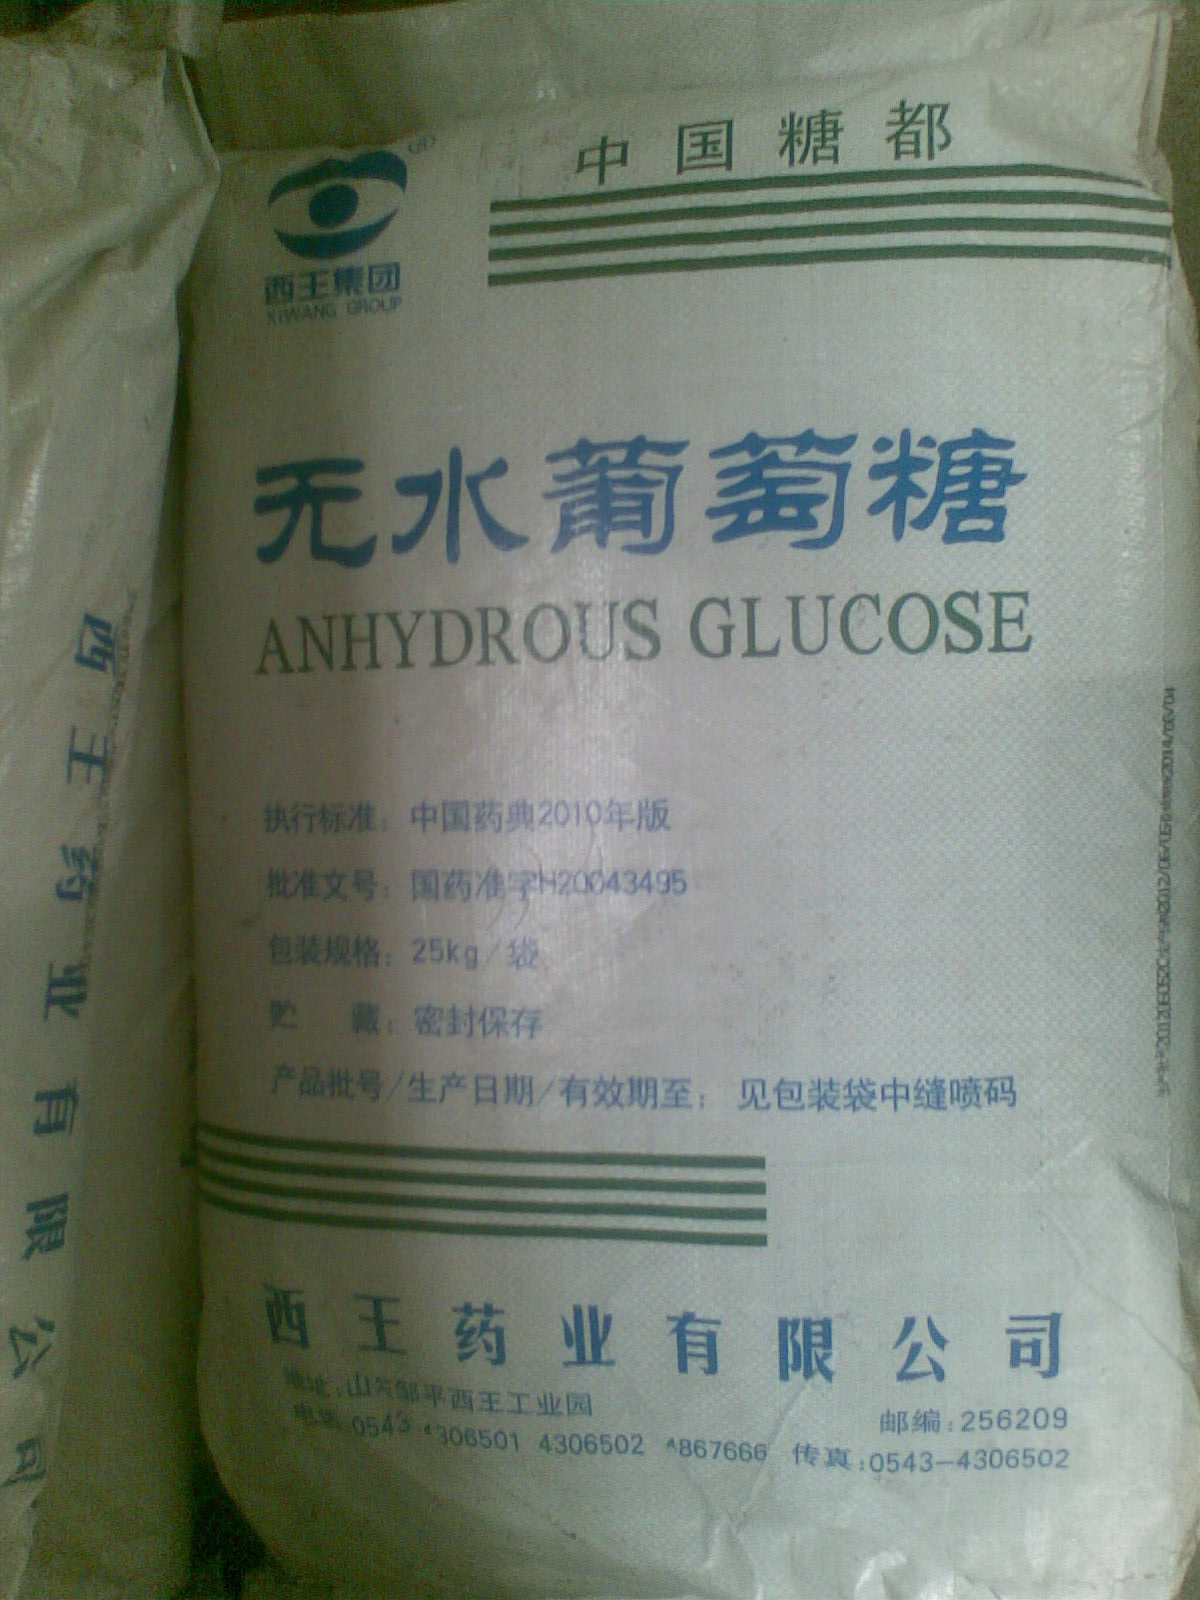 中国糖都
西王集团
XIWANG GROUP
无水葡萄糖
ANHYDROUS GLUCOSE
执行标准：中国药典2010年版
批准文号：国药准字H20043495
包装规格：25kg/袋
贮 藏：密封保存
产品批号/生产日期/有效期至：见包装袋中缝喷码
西王药业有限公司
地址：山东邹平西王工业园
邮编：256209
电话：0543-4306501 4306502 4867666 传真：0543-4306502
西王药业有限公司